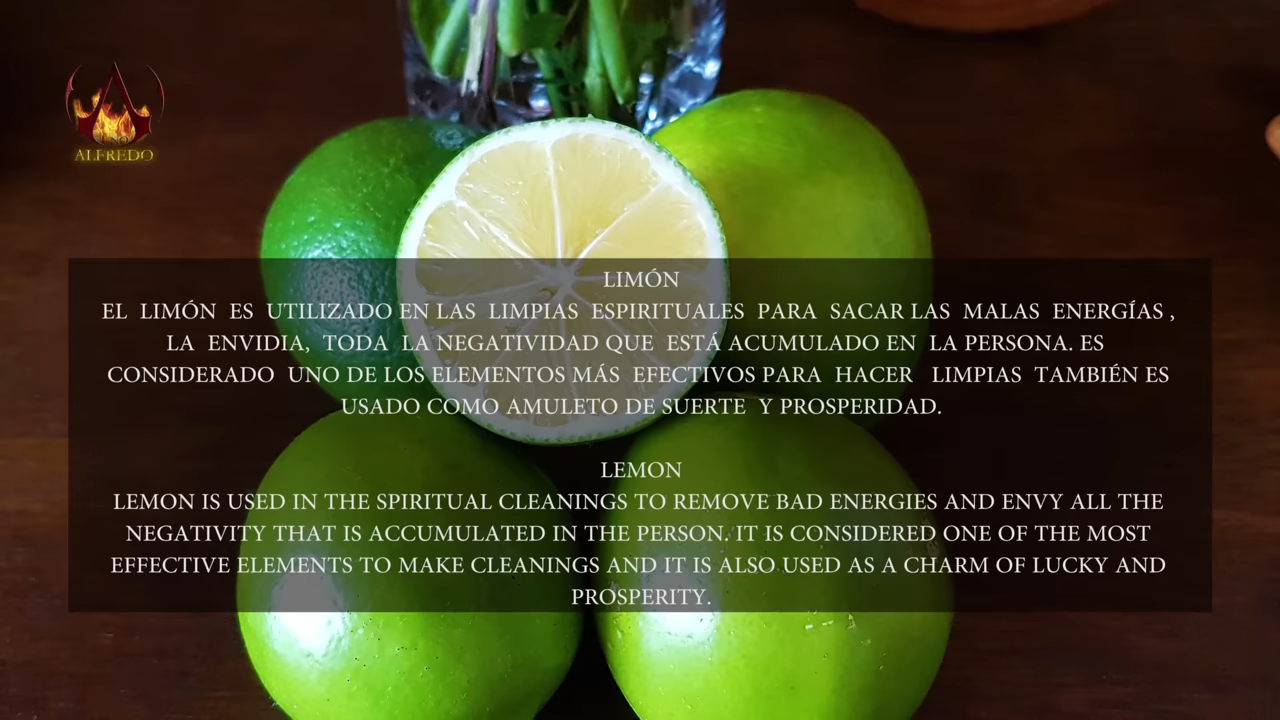 ALFREDO
LIMÓN
EL LIMÓN ES UTILIZADO EN LAS LIMPIAS ESPIRITUALES PARA SACAR LAS MALAS ENERGÍAS ,
LA ENVIDIA, TODA LA NEGATIVIDAD QUE ESTÁ ACUMULADO EN LA PERSONA. ES
CONSIDERADO UNO DE LOS ELEMENTOS MÁS EFECTIVOS PARA HACER LIMPIAS TAMBIÉN ES
USADO COMO AMULETO DE SUERTE Y PROSPERIDAD.
LEMON
LEMON IS USED IN THE SPIRITUAL CLEANINGS TO REMOVE BAD ENERGIES AND ENVY ALL THE
NEGATIVITY THAT IS ACCUMULATED IN THE PERSON. IT IS CONSIDERED ONE OF THE MOST
EFFECTIVE ELEMENTS TO MAKE CLEANINGS AND IT IS ALSO USED AS A CHARM OF LUCKY AND
PROSPERITY.